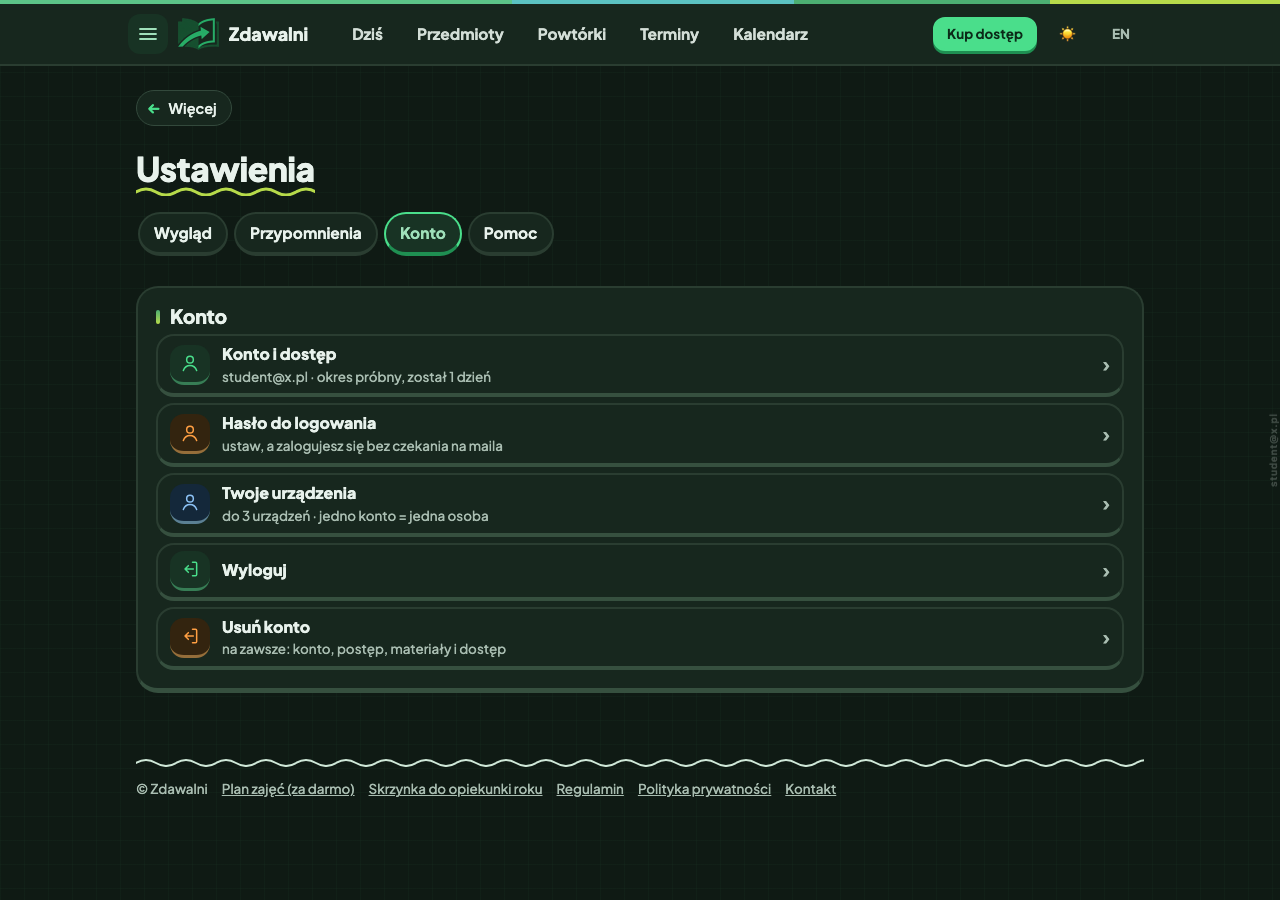 Zdawalni
Dziś
Przedmioty
Powtórki
Terminy
Kalendarz
Kup dostęp
EN
Więcej
Ustawienia
Wygląd
Przypomnienia
Konto
Pomoc
Konto
Konto i dostęp
student@x.pl · okres próbny, został 1 dzień
Hasło do logowania
ustaw, a zalogujesz się bez czekania na maila
Twoje urządzenia
do 3 urządzeń · jedno konto = jedna osoba
Wyloguj
Usuń konto
na zawsze: konto, postęp, materiały i dostęp
student@x.pl
© Zdawalni Plan zajęć (za darmo) Skrzynka do opiekunki roku Regulamin Polityka prywatności Kontakt